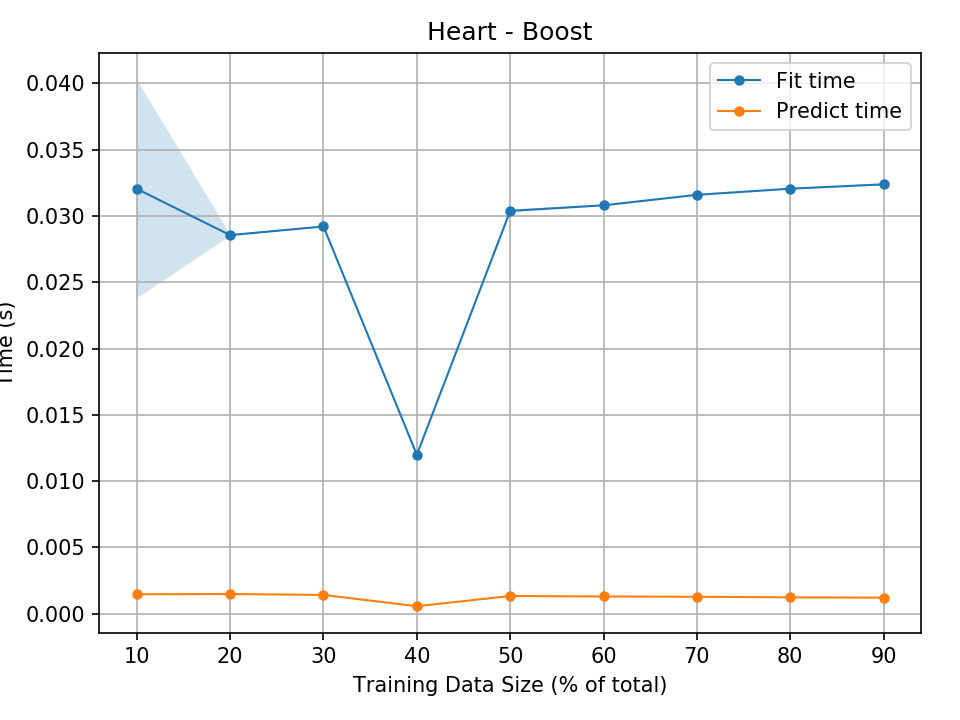 Heart - Boost
Fit time
Predict time
0.040
0.035
0.030
0.025
0.020
0.015
0.010
0.005
0.000
Time (s)
10 20 30 40 50 60 70 80 90
Training Data Size (% of total)